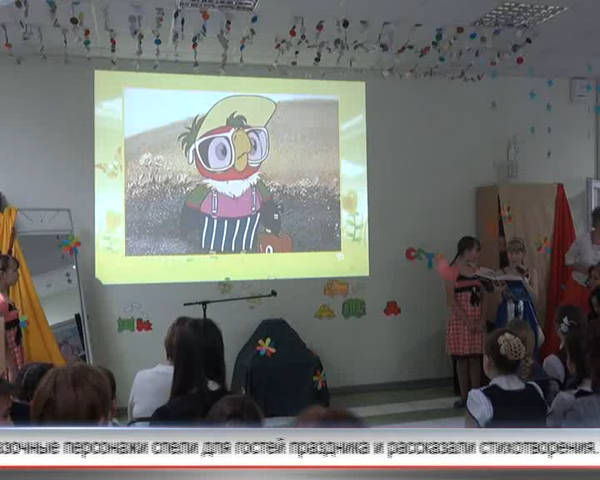 зочные персонажи спели для гостей праздника и рассказали стихотворения.